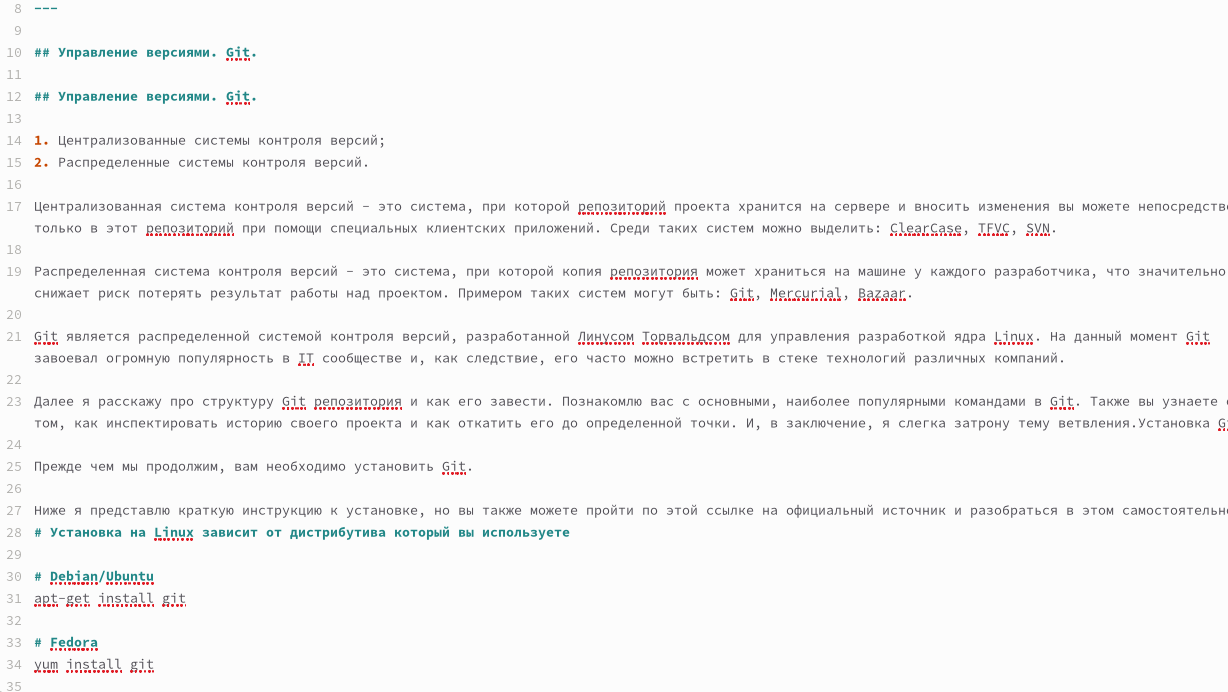 8 ---
9
10 ## Управление версиями. Git.
11
12 ## Управление версиями. Git.
13
14 1. Централизованные системы контроля версий;
15 2. Распределенные системы контроля версий.
16
17 Централизованная система контроля версий – это система, при которой репозиторий проекта хранится на сервере и вносить изменения вы можете
только в этот репозиторий при помощи специальных клиентских приложений. Среди таких систем можно выделить: ClearCase, TFVC, SVN.
18
19 Распределенная система контроля версий – это система, при которой копия репозитория может храниться на машине у каждого разработчика, что значительно
снижает риск потерять результат работы над проектом. Примером таких систем могут быть: Git, Mercurial, Bazaar.
20
21 Git является распределенной системой контроля версий, разработанной Линусом Торвальдсом для управления разработкой ядра Linux. На данный момент Git
завоевал огромную популярность в IT сообществе и, как следствие, его часто можно встретить в стеке технологий различных компаний.
22
23 Далее я расскажу про структуру Git репозитория и как его завести. Познакомлю вас с основными, наиболее популярными командами в Git. Также вы узнаете
том, как инспектировать историю своего проекта и как откатить его до определенной точки. И, в заключение, я слегка затрону тему ветвления.Установка
24
25 Прежде чем мы продолжим, вам необходимо установить Git.
26
27 Ниже я представлю краткую инструкцию к установке, но вы также можете пройти по этой ссылке на официальный источник и разобраться в этом
28 # Установка на Linux зависит от дистрибутива который вы используете
29
30 # Debian/Ubuntu
31 apt-get install git
32
33 # Fedora
34 yum install git
35